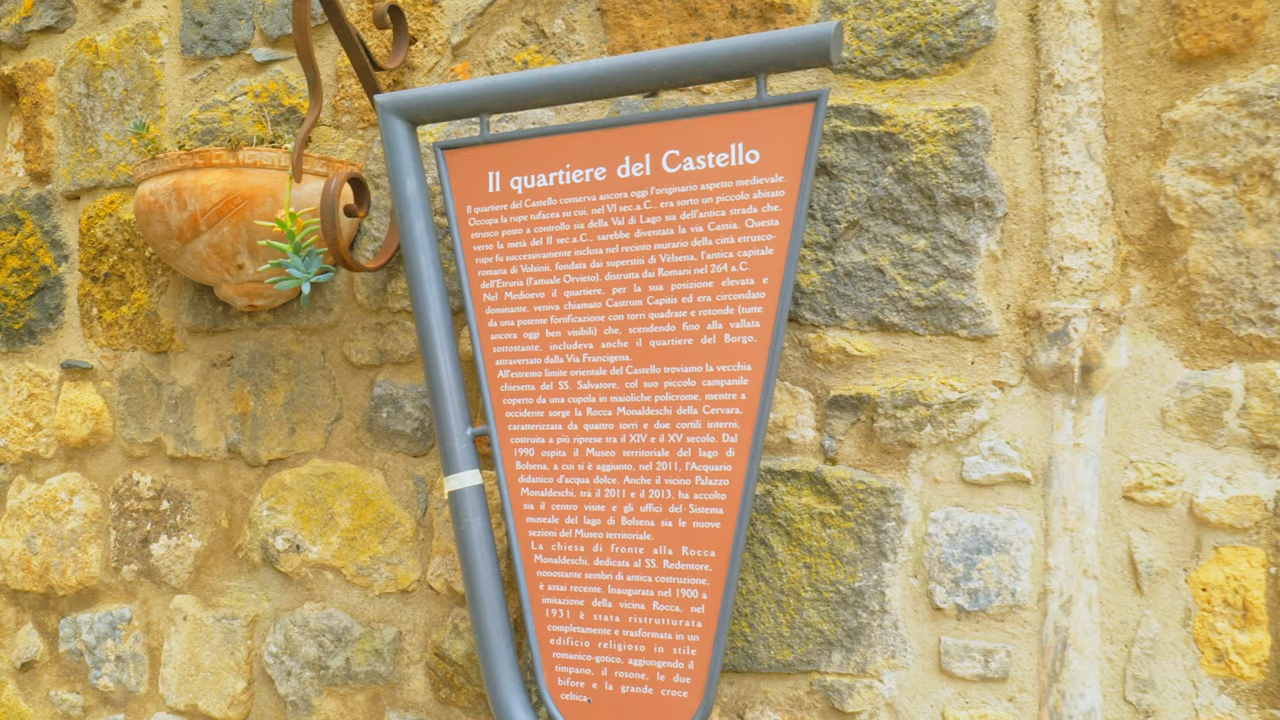 Il quartiere del Castello
Il quartiere del Castello conserva ancora oggi l'originario aspetto medievale.
Occupa la rupe tufacea su cui, nel VI sec.a.C., era sorto un piccolo abitato
etrusco posto a controllo sia della Val di Lago sia dell'antica strada che,
verso la metà del II sec.a.C., sarebbe diventata la via Cassia. Questa
rupe fu successivamente inclusa nel recinto murario della città etrusco-
romana di Volsinii, fondata dai superstiti di Vèlsena, l'antica capitale
dell'Etruria (l'attuale Orvieto), distrutta dai Romani nel 264 a.C.
Nel Medioevo il quartiere, per la sua posizione elevata e
dominante, veniva chiamato Castrum Capitis ed era circondato
da una potente fortificazione con torri quadrate e rotonde (tutte
ancora oggi ben visibili) che, scendendo fino alla vallata
sottostante, includeva anche il quartiere del Borgo,
attraversato dalla Via Francigena.
All'estremo limite orientale del Castello troviamo la vecchia
chiesetta del SS. Salvatore, col suo piccolo campanile
coperto da una cupola in maioliche policrome, mentre a
occidente sorge la Rocca Monaldeschi della Cervara,
caratterizzata da quattro torri e due cortili interni,
costruita a più riprese tra il XIV e il XV secolo. Dal
1990 ospita il Museo territoriale del lago di
Bolsena, a cui si è aggiunto, nel 2011, l'Acquario
didattico d'acqua dolce. Anche il vicino Palazzo
Monaldeschi, tra il 2011 e il 2013, ha accolto
sia il centro visite e gli uffici del Sistema
museale del lago di Bolsena sia le nuove
sezioni del Museo territoriale.
La chiesa di fronte alla Rocca
Monaldeschi, dedicata al SS. Redentore,
nonostante sembri di antica costruzione,
è assai recente. Inaugurata nel 1900 a
imitazione della vicina Rocca, nel
1931 è stata ristrutturata
completamente e trasformata in un
edificio religioso in stile
romanico-gotico, aggiungendo il
timpano, il rosone, le due
bifore e la grande croce
celtica.